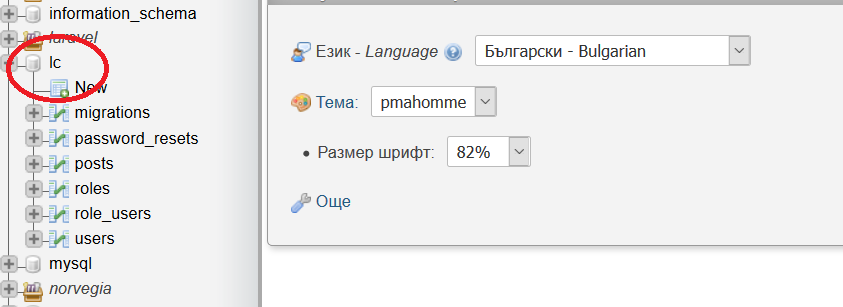 information_schema
laravel
lc
New
migrations
password_resets
posts
roles
role_users
users
mysql
norvegia
Език - Language Български - Bulgarian
Тема: pmahomme
Размер шрифт: 82%
Още